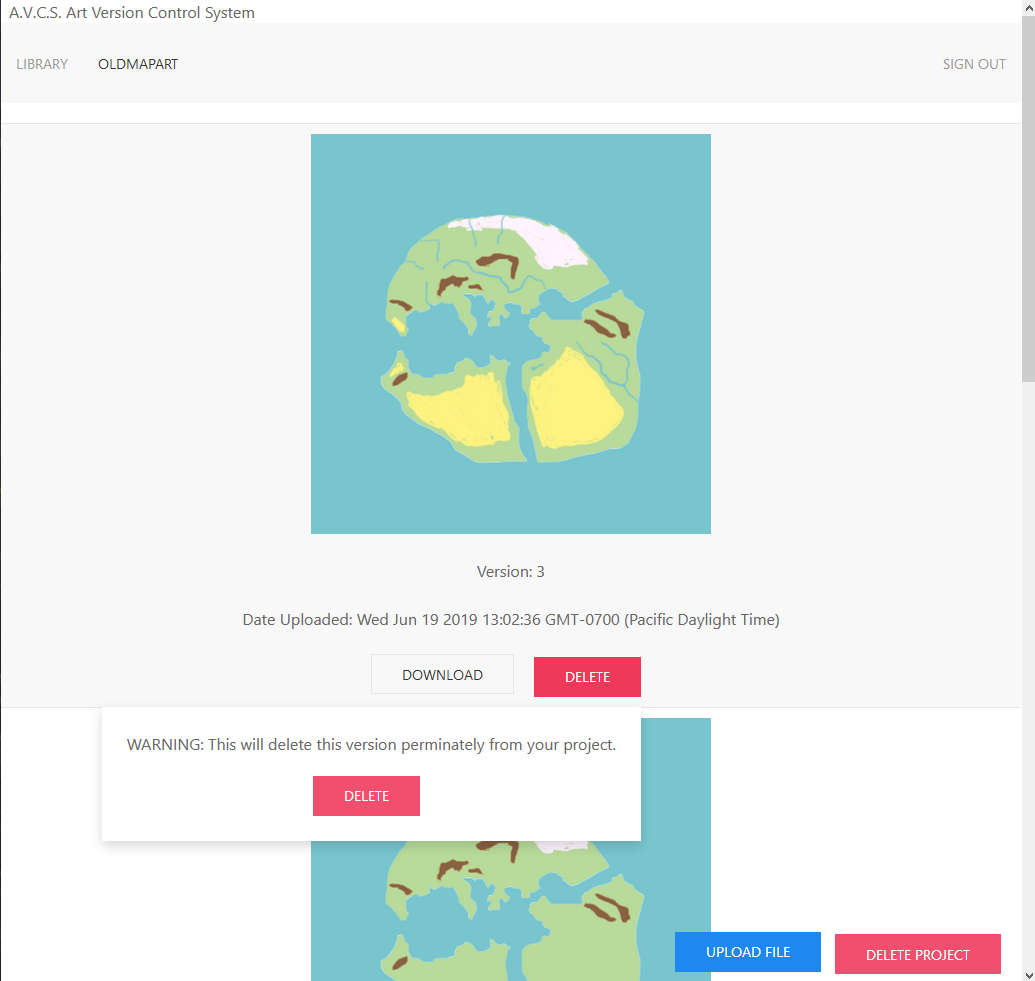 A.V.C.S. Art Version Control System
LIBRARY OLDMAPART SIGN OUT
Version: 3
Date Uploaded: Wed Jun 19 2019 13:02:36 GMT-0700 (Pacific Daylight Time)
DOWNLOAD DELETE
WARNING: This will delete this version perminately from your project.
DELETE
UPLOAD FILE DELETE PROJECT